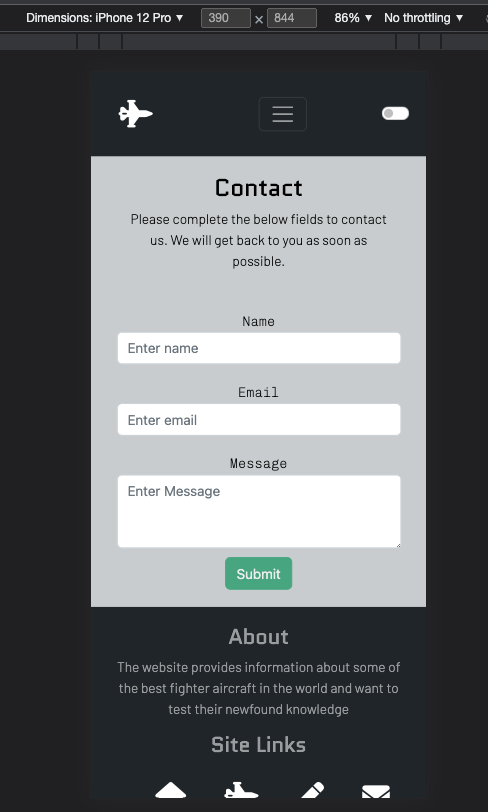 Dimensions: iPhone 12 Pro ▼ 390 × 844 86% ▼ No throttling ▼
Contact
Please complete the below fields to contact
us. We will get back to you as soon as
possible.
Name
Enter name
Email
Enter email
Message
Enter Message
Submit
About
The website provides information about some of
the best fighter aircraft in the world and want to
test their newfound knowledge
Site Links